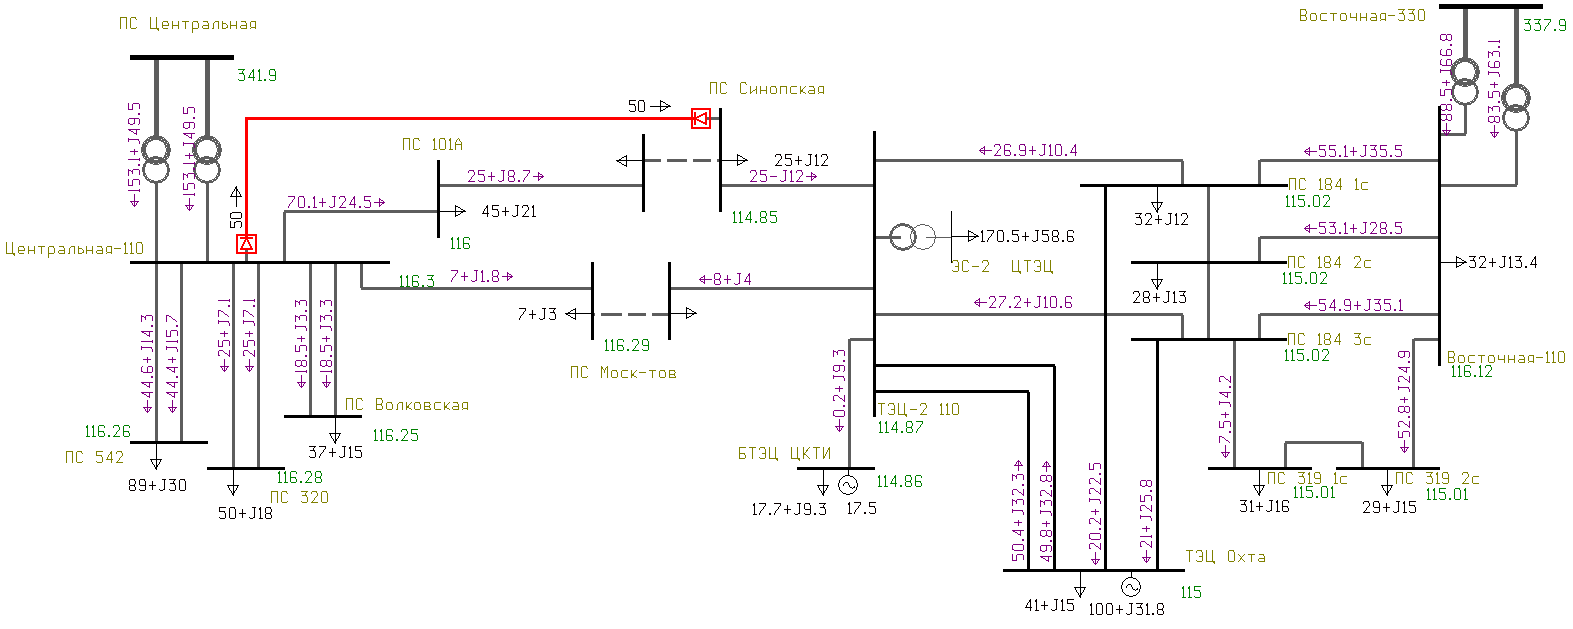 ПС Центральная
341.9
153.1+J49.5
153.1+J49.5
Центральная-110
116.3
50
50
ПС Синопская
114.85
ПС 101А
70.1+J24.5
25+J8.7
45+J21
116
25+J12
25-J12
7+J1.8
7+J3
8+J4
116.29
ПС Моск-тов
44.6+J14.3
44.4+J15.7
25+J7.1
25+J7.1
18.5+J3.3
18.5+J3.3
116.26
ПС 542
89+J30
116.28
ПС 320
50+J18
ПС Волковская
116.25
37+J15
26.9+J10.4
170.5+J58.6
ЭС-2 ЦТЭЦ
27.2+J10.6
0.2+J9.3
ТЭЦ-2 110
114.87
БТЭЦ ЦКТИ
114.86
17.7+J9.3
17.5
50.4+J32.3
49.8+J32.8
20.2+J22.5
21+J25.8
ТЭЦ Охта
115
41+J15
100+J31.8
Восточная-330
337.9
88.5+J66.8
83.5+J63.1
55.1+J35.5
ПС 184 1с
115.02
32+J12
53.1+J28.5
ПС 184 2с
115.02
28+J13
32+J13.4
54.9+J35.1
ПС 184 3с
115.02
Восточная-110
116.12
7.5+J4.2
52.8+J24.9
ПС 319 1с
115.01
31+J16
ПС 319 2с
115.01
29+J15